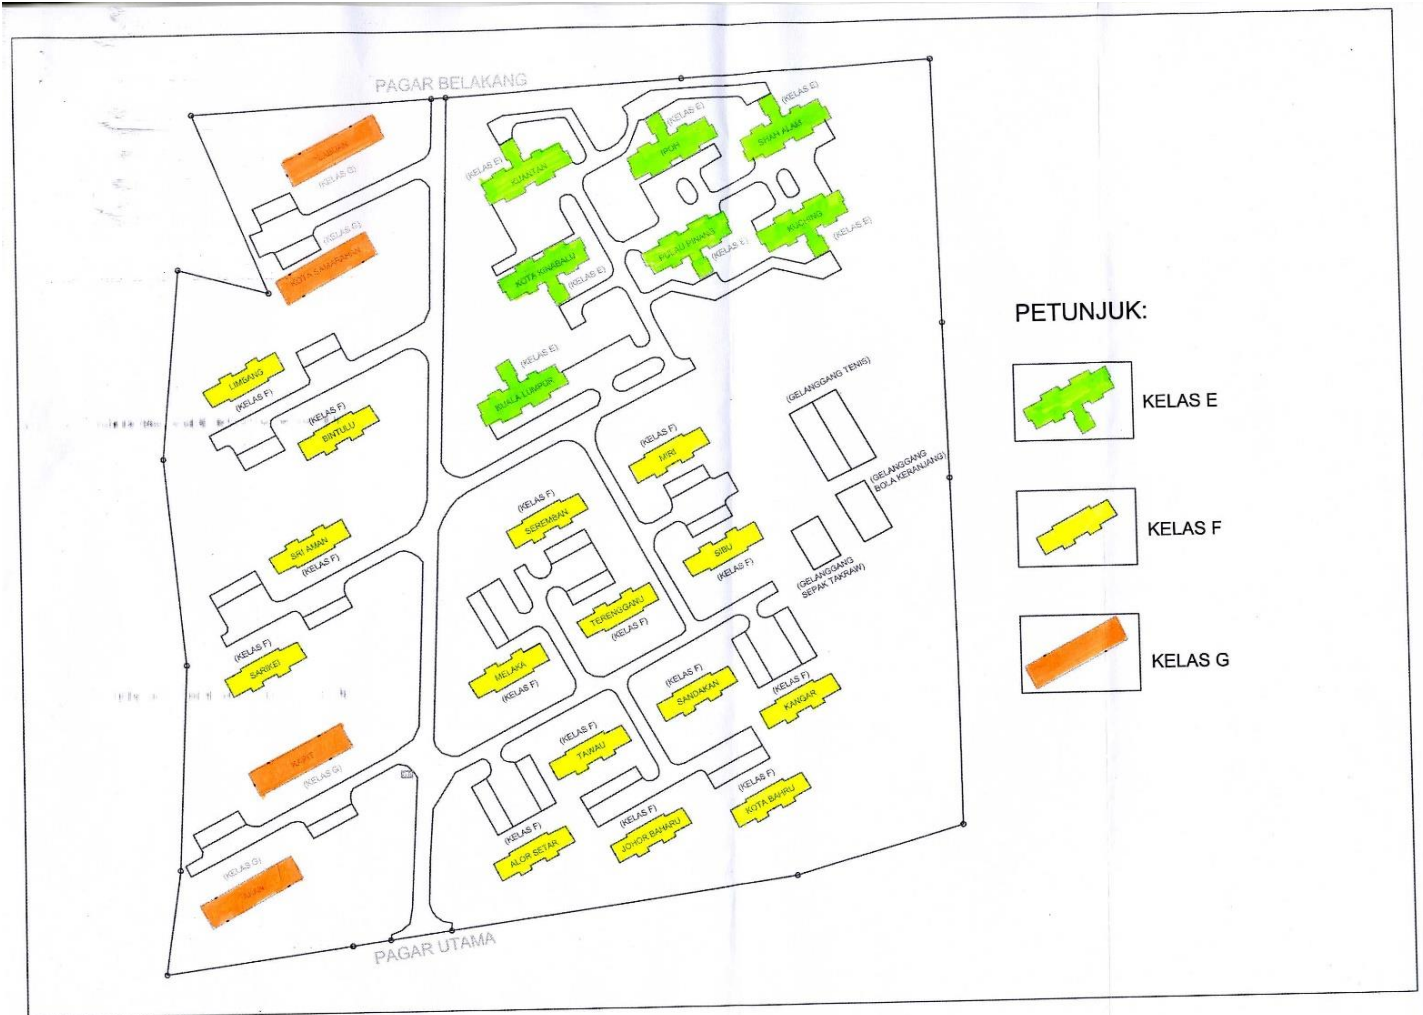 PAGAR BELAKANG
(KELAS E)
(KELAS E)
SHAH ALAM
IPOH
(KELAS E)
KUANTAN
(KELAS G)
(KELAS G)
KOTA SAMARAHAN
KUCHING
(KELAS E)
PULAU PINANG
(KELAS E)
KOTA KINABALU
(KELAS E)
PETUNJUK:
KELAS E
KELAS F
KELAS G
(KELAS E)
KUALA LUMPUR
LIMBANG
(KELAS F)
(KELAS F)
BINTULU
(GELANGGANG TENIS)
(KELAS F)
MIRI
(GELANGGANG
BOLA KERANJANG)
(KELAS F)
SEREMBAN
SRI AMAN
(KELAS F)
SIBU
(KELAS F)
(GELANGGANG
SEPAK TAKRAW)
TERENGGANU
(KELAS F)
(KELAS F)
SARIKEI
MELAKA
(KELAS F)
(KELAS F)
SANDAKAN
(KELAS F)
KANGAR
(KELAS F)
TAWAU
(KELAS G)
(KELAS F)
KOTA BAHRU
(KELAS F)
JOHOR BAHARU
(KELAS F)
ALOR SETAR
(KELAS G)
PAGAR UTAMA